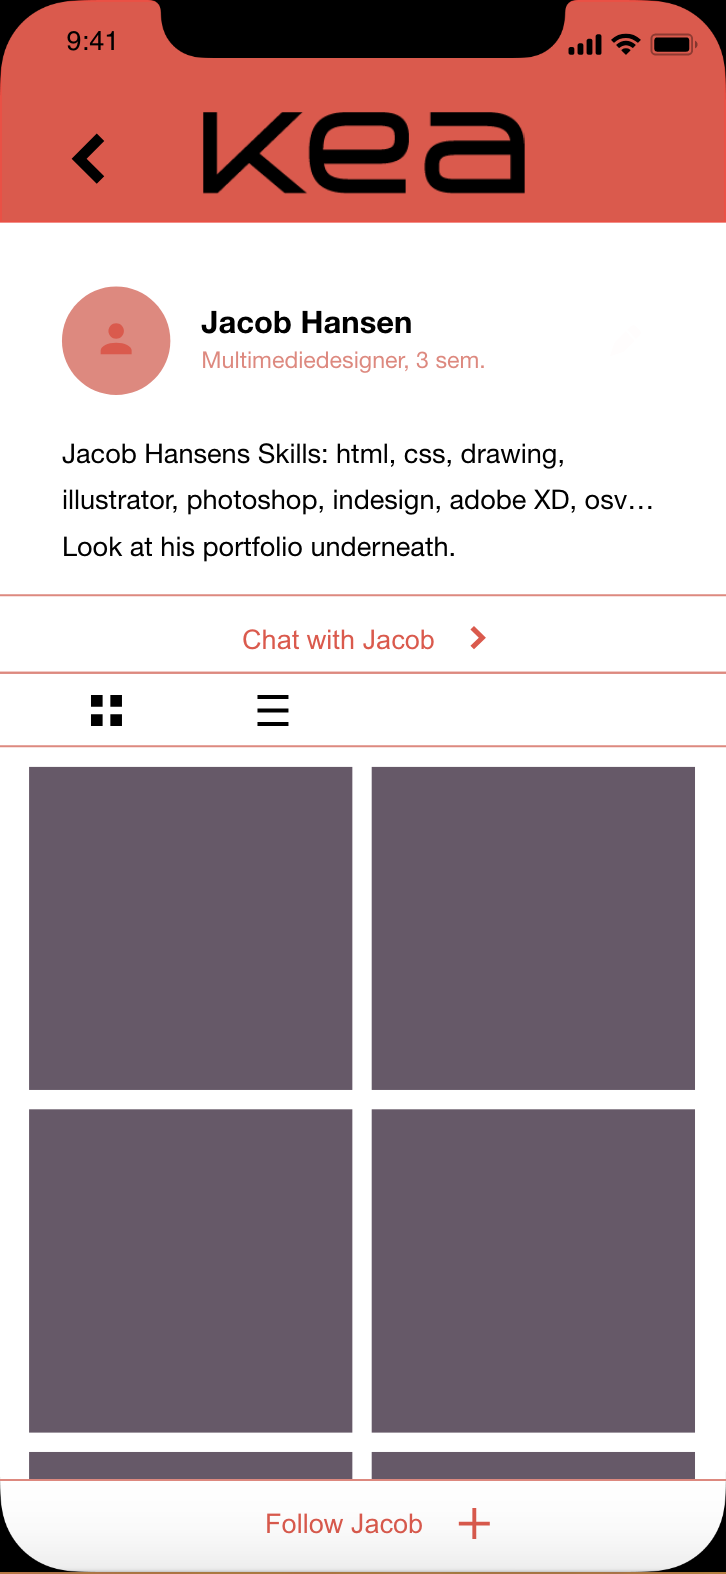 9:41
kea
Jacob Hansen
Multimediedesigner, 3 sem.
Jacob Hansens Skills: html, css, drawing,
illustrator, photoshop, indesign, adobe XD, osv...
Look at his portfolio underneath.
Chat with Jacob
Follow Jacob